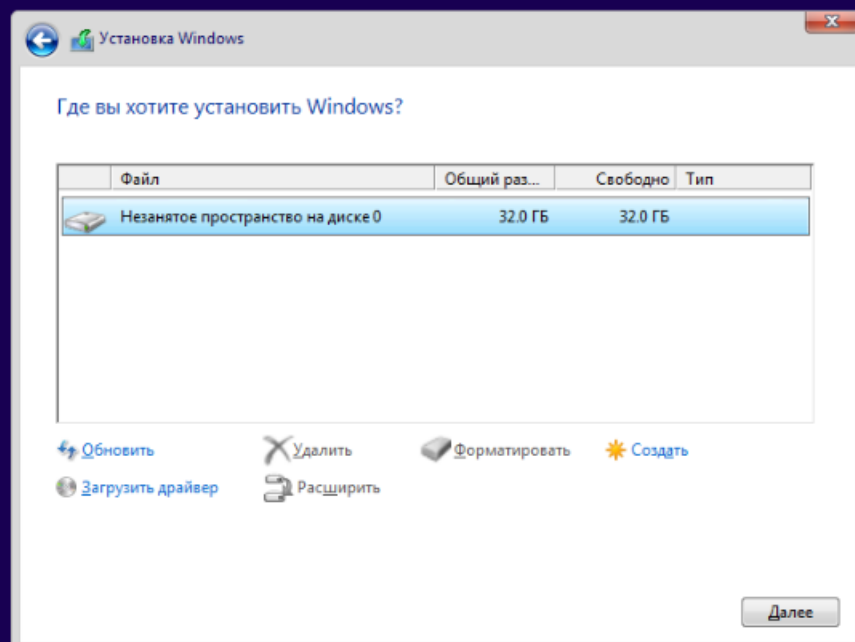 Установка Windows
Где вы хотите установить Windows?
Файл Общий раз... Свободно Тип
Незанятое пространство на диске 0 32.0 ГБ 32.0 ГБ
Обновить Удалить Форматировать Создать
Загрузить драйвер Расширить
Далее